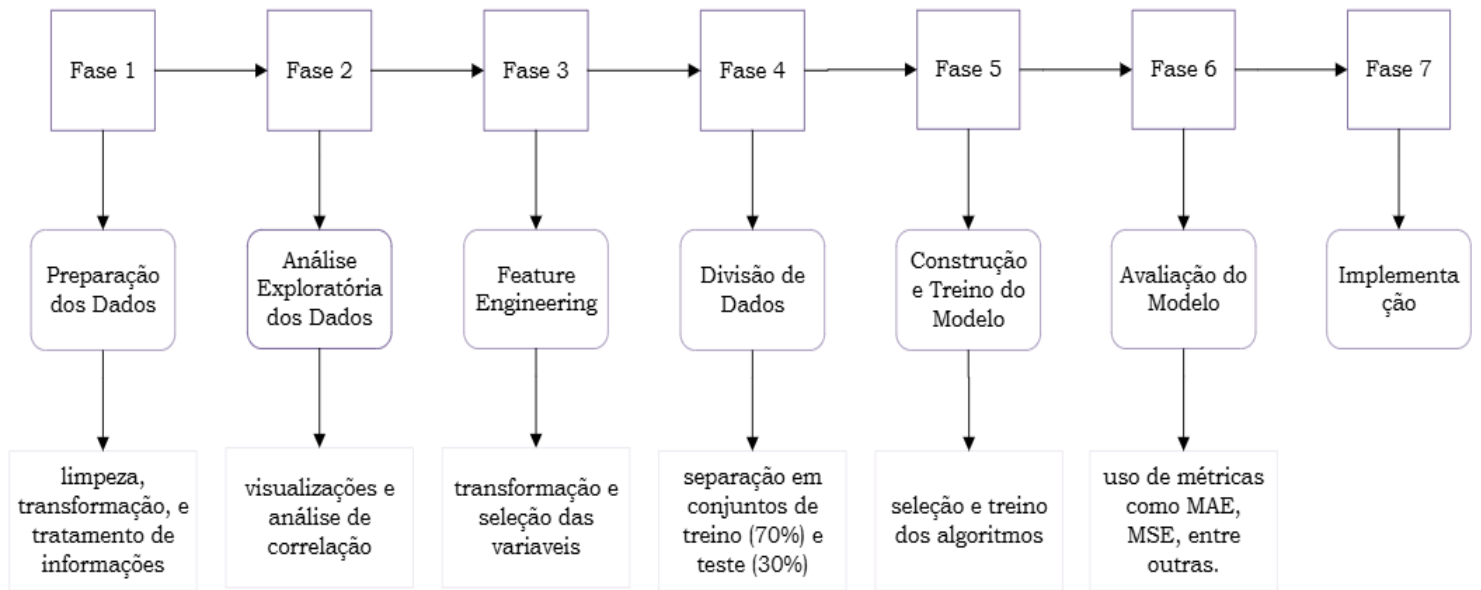 Fase 1
Fase 2
Fase 3
Fase 4
Fase 5
Fase 6
Fase 7
Preparação
dos Dados
Análise
Exploratória
dos Dados
Feature
Engineering
Divisão de
Dados
Construção
e Treino do
Modelo
Avaliação do
Modelo
Implementa
ção
limpeza,
transformação, e
tratamento de
informações
visualizações e
análise de
correlação
transformação e
seleção das
variaveis
separação em
conjuntos de
treino (70%) e
teste (30%)
seleção e treino
dos algoritmos
uso de métricas
como MAE,
MSE, entre
outras.